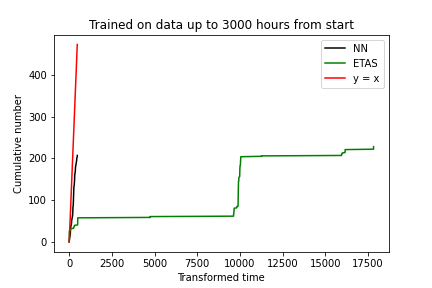 Trained on data up to 3000 hours from start
NN
ETAS
y = x
Cumulative number
400
300
200
100
0
0
2500
5000
7500
10000
12500
15000
17500
Transformed time